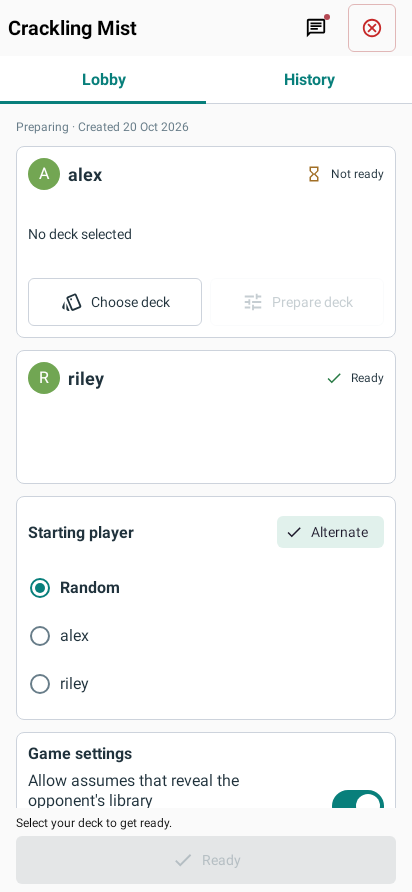 Crackling Mist
Lobby
History
Preparing · Created 20 Oct 2026
A
alex
Not ready
No deck selected
Choose deck
Prepare deck
R
riley
Ready
Starting player
Alternate
Random
alex
riley
Game settings
Allow assumes that reveal the
opponent's library
Select your deck to get ready.
Ready